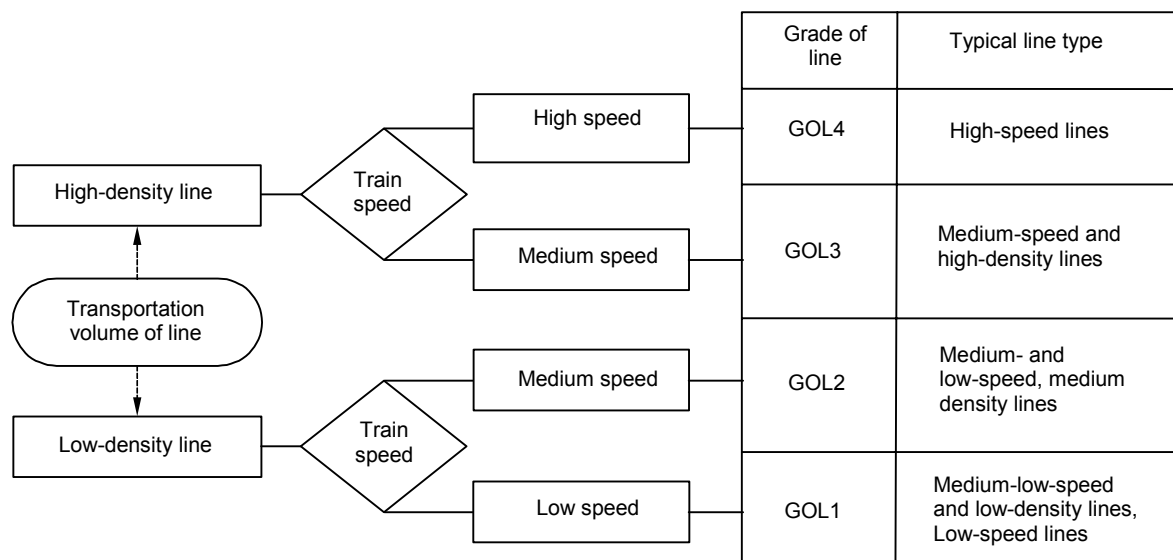 Grade of
line
Typical line type
High speed
GOL4
High-speed lines
High-density line
Train
speed
Medium speed
GOL3
Medium-speed and
high-density lines
Transportation
volume of line
Medium speed
GOL2
Medium- and
low-speed, medium
density lines
Low-density line
Train
speed
Low speed
GOL1
Medium-low-speed
and low-density lines,
Low-speed lines